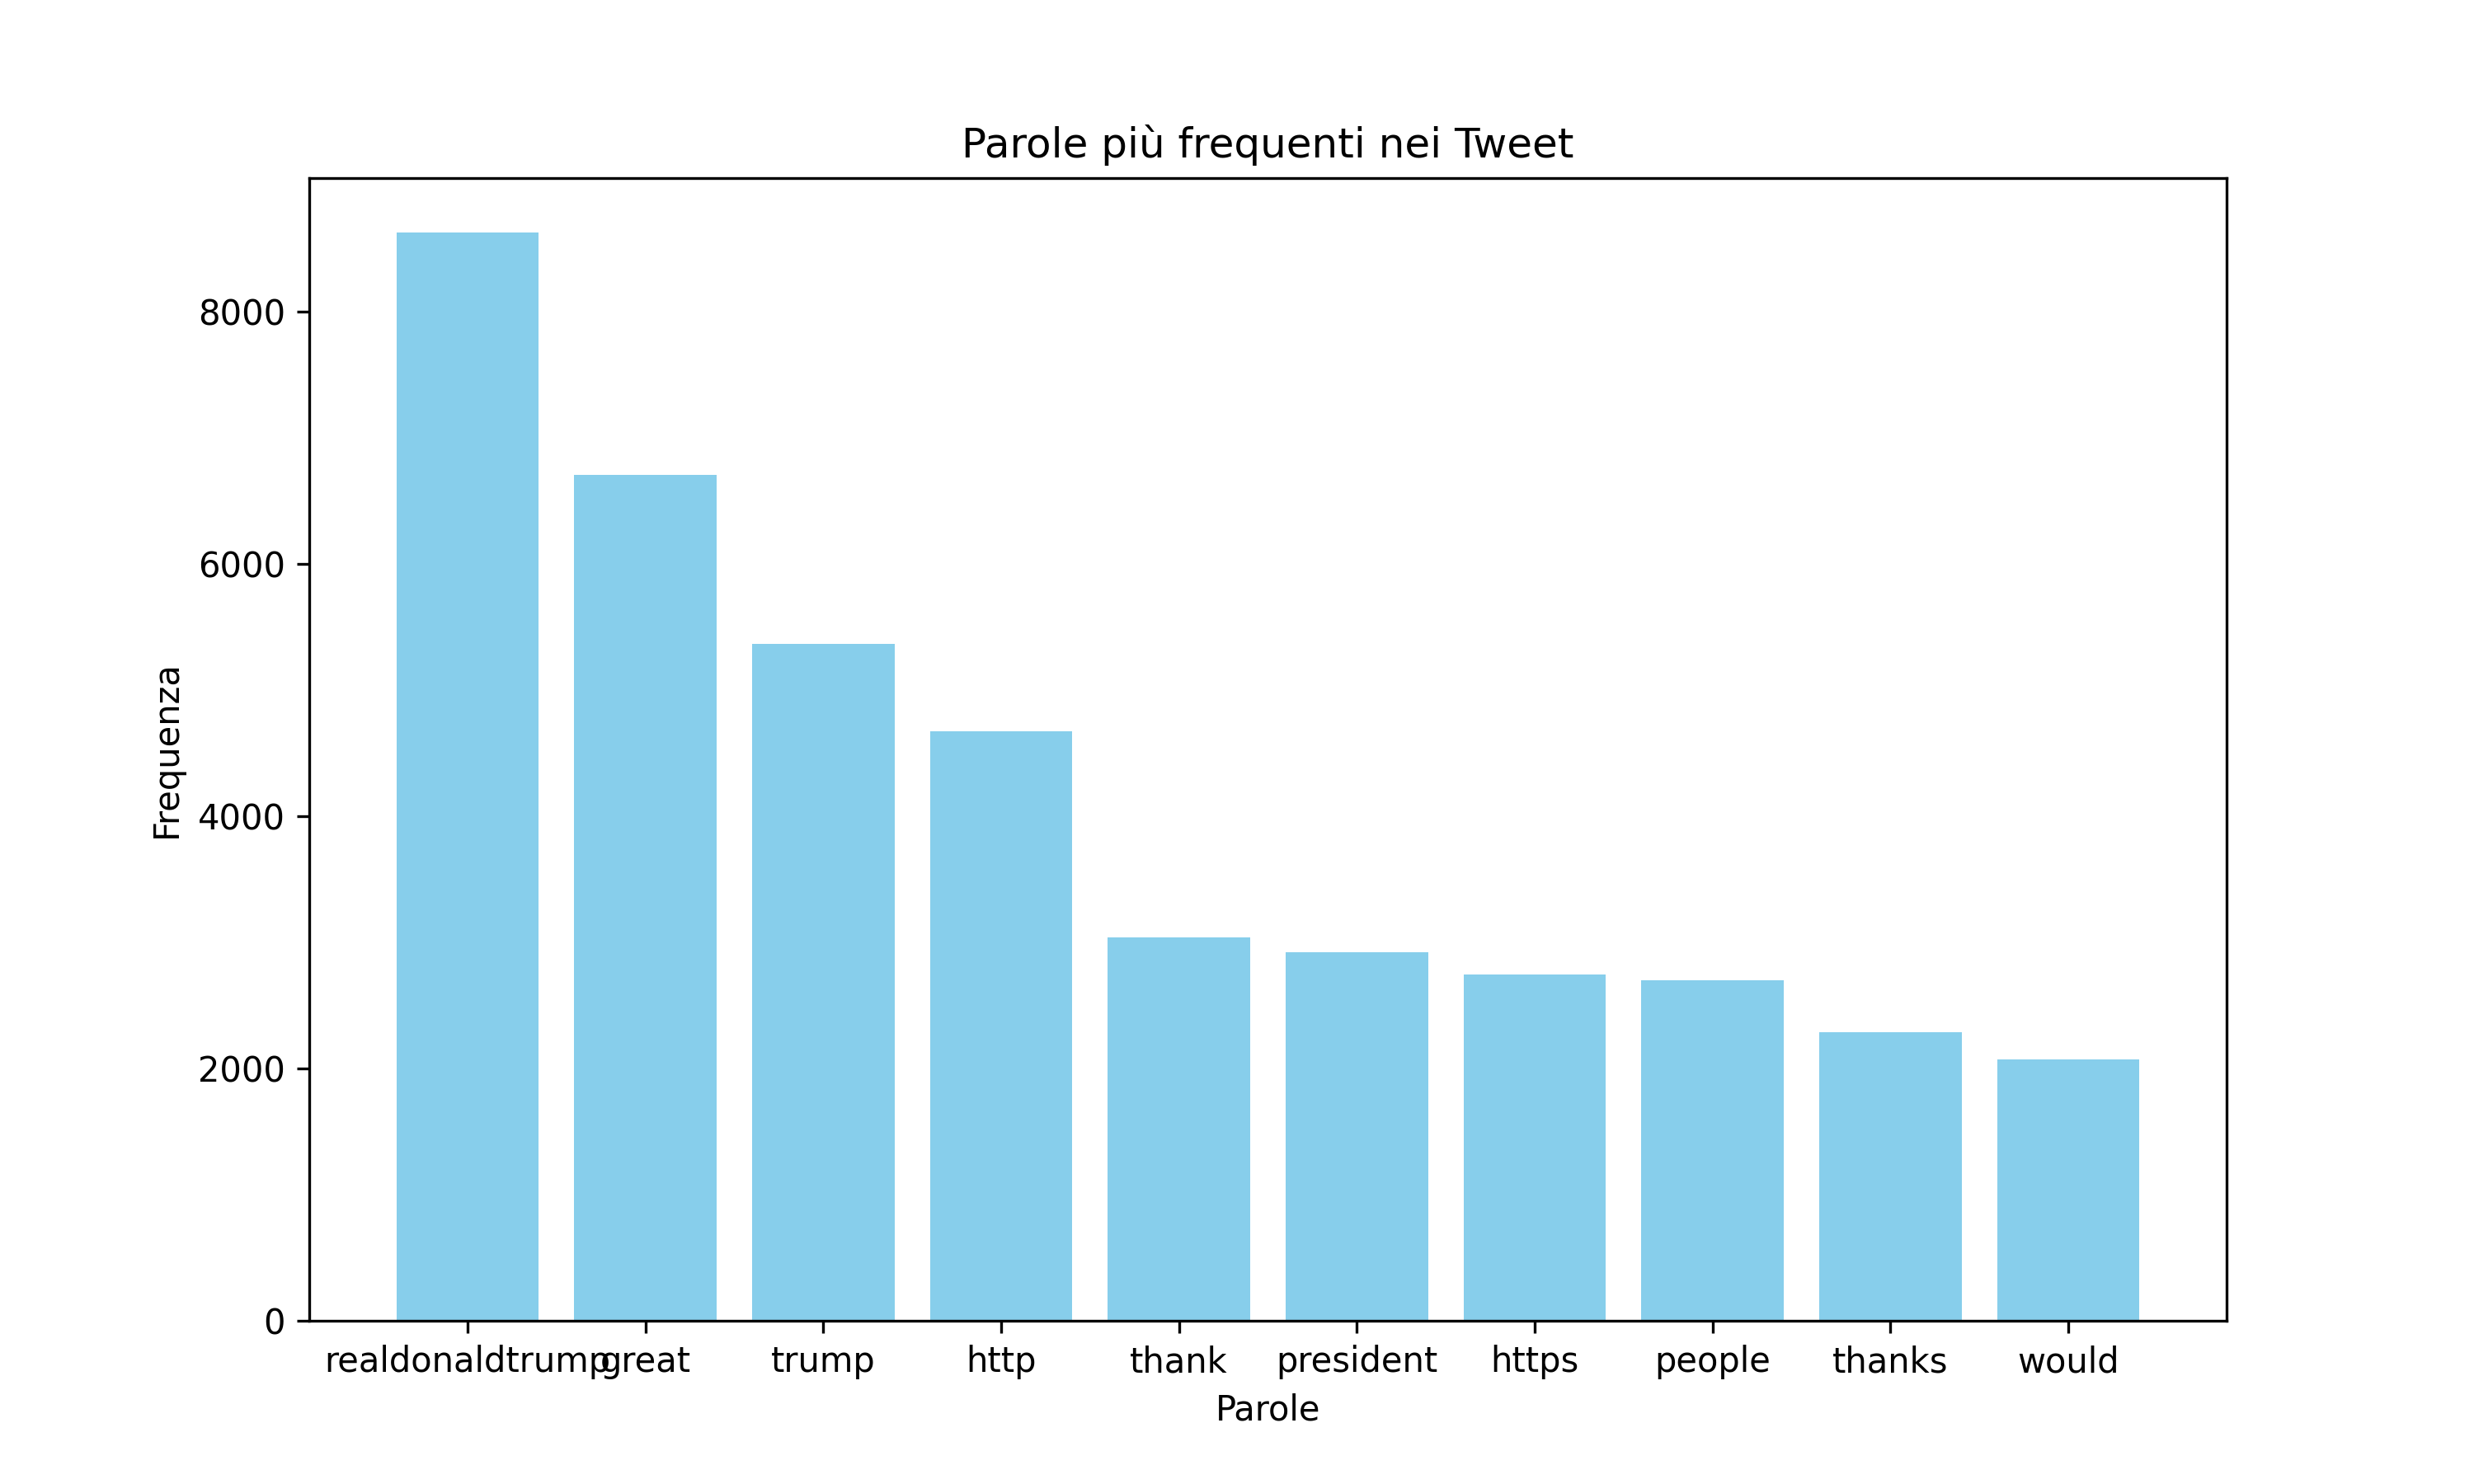 Parole più frequenti nei Tweet
Frequenza
8000
6000
4000
2000
0
realdonaldtrump great trump http thank president https people thanks would
Parole